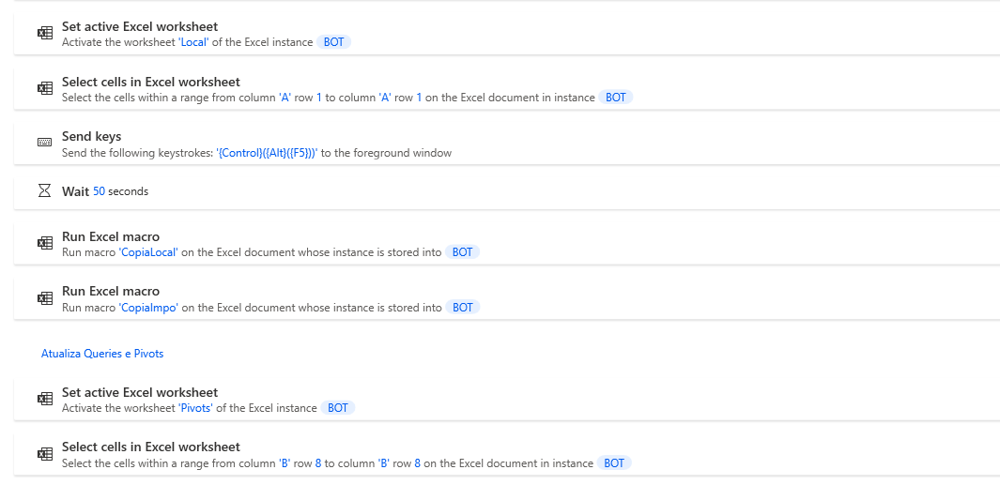 Set active Excel worksheet
Activate the worksheet 'Local' of the Excel instance BOT
Select cells in Excel worksheet
Select the cells within a range from column 'A' row 1 to column 'A' row 1 on the Excel document in instance BOT
Send keys
Send the following keystrokes: '{Control}({Alt}({F5}))' to the foreground window
Wait 50 seconds
Run Excel macro
Run macro 'CopiaLocal' on the Excel document whose instance is stored into BOT
Run Excel macro
Run macro 'CopiaImpo' on the Excel document whose instance is stored into BOT
Atualiza Queries e Pivots
Set active Excel worksheet
Activate the worksheet 'Pivots' of the Excel instance BOT
Select cells in Excel worksheet
Select the cells within a range from column 'B' row 8 to column 'B' row 8 on the Excel document in instance BOT